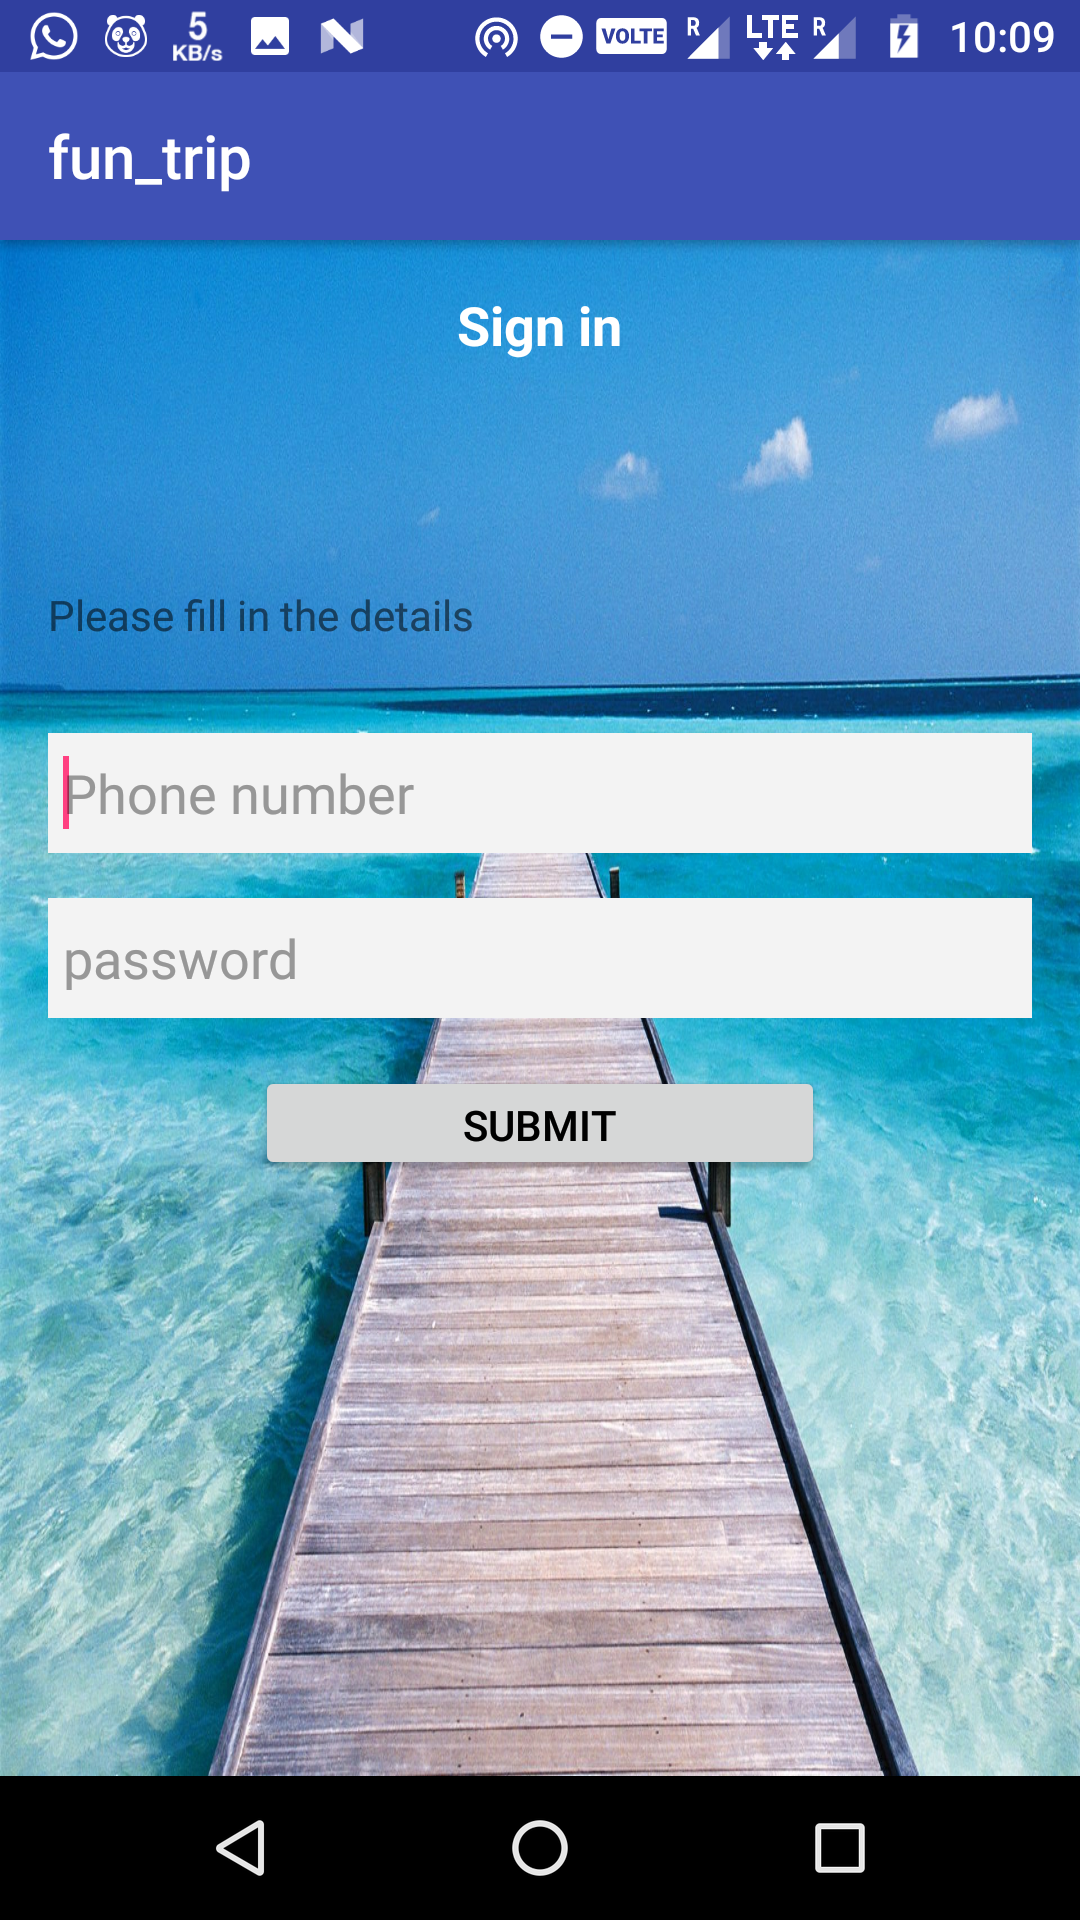 5
KB/s
VOLTE
R
LTE
R
10:09
fun_trip
Sign in
Please fill in the details
Phone number
password
SUBMIT